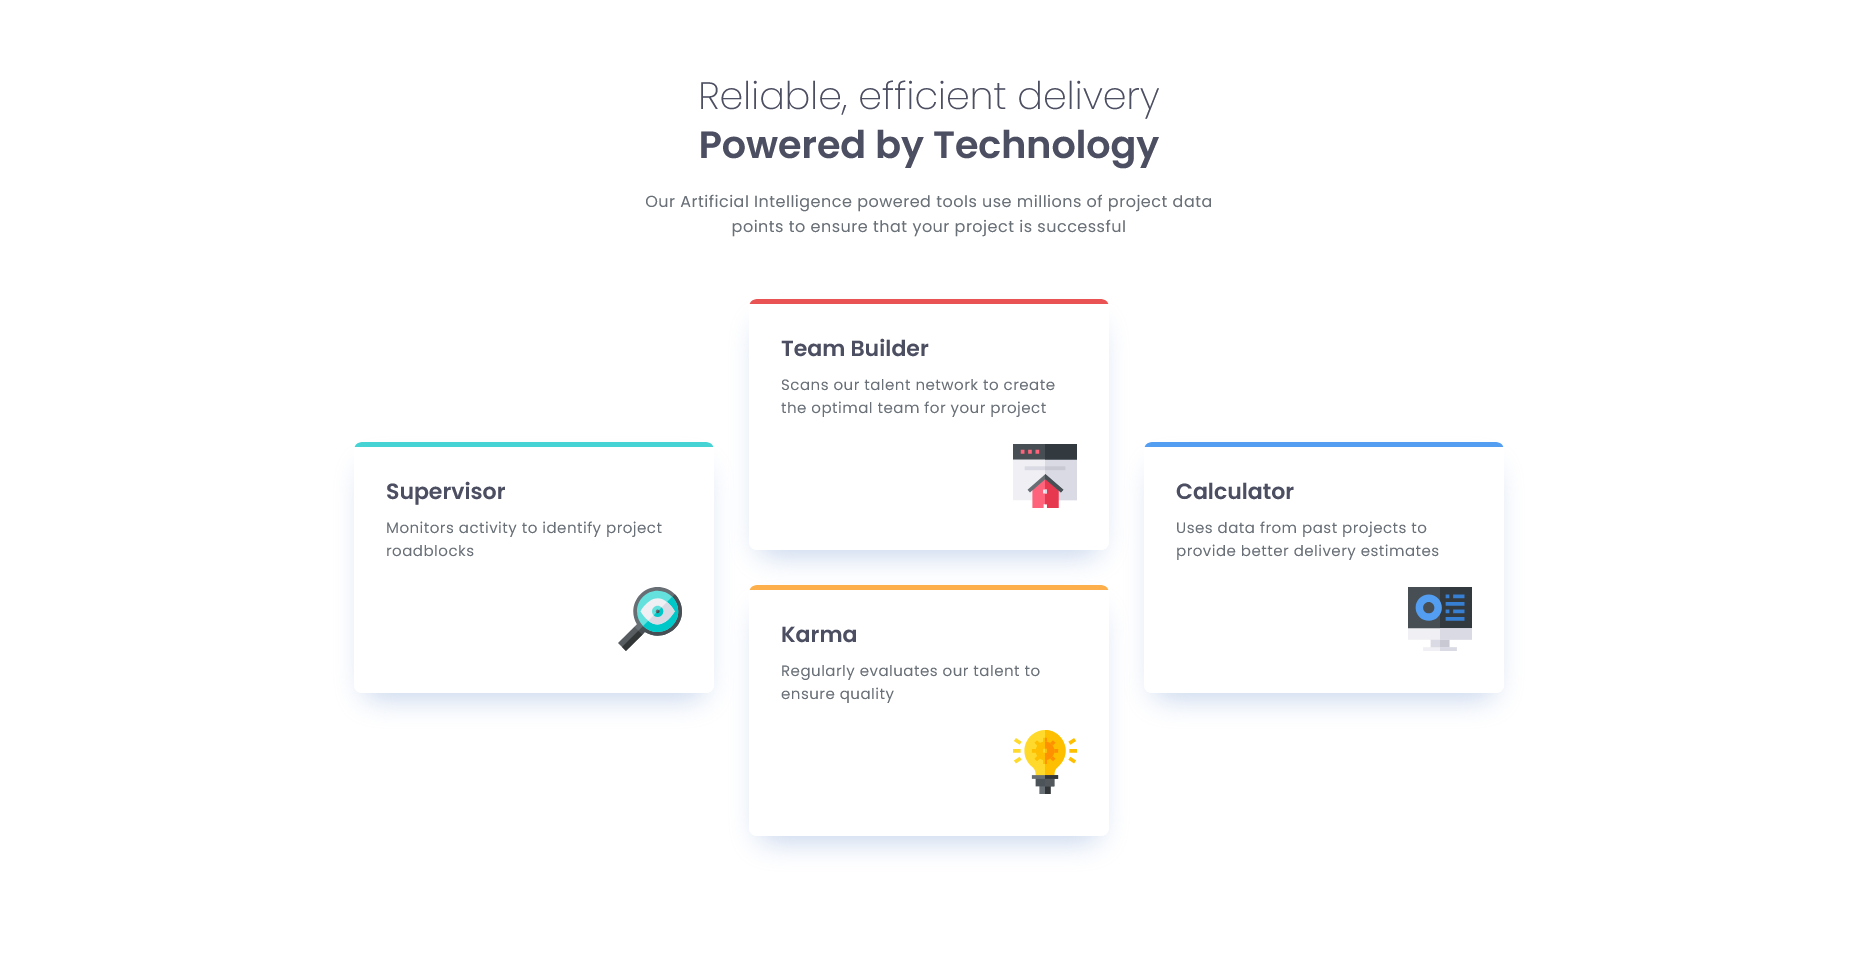 Reliable, efficient delivery
Powered by Technology
Our Artificial Intelligence powered tools use millions of project data
points to ensure that your project is successful
Team Builder
Scans our talent network to create
the optimal team for your project
Supervisor
Monitors activity to identify project
roadblocks
Calculator
Uses data from past projects to
provide better delivery estimates
Karma
Regularly evaluates our talent to
ensure quality